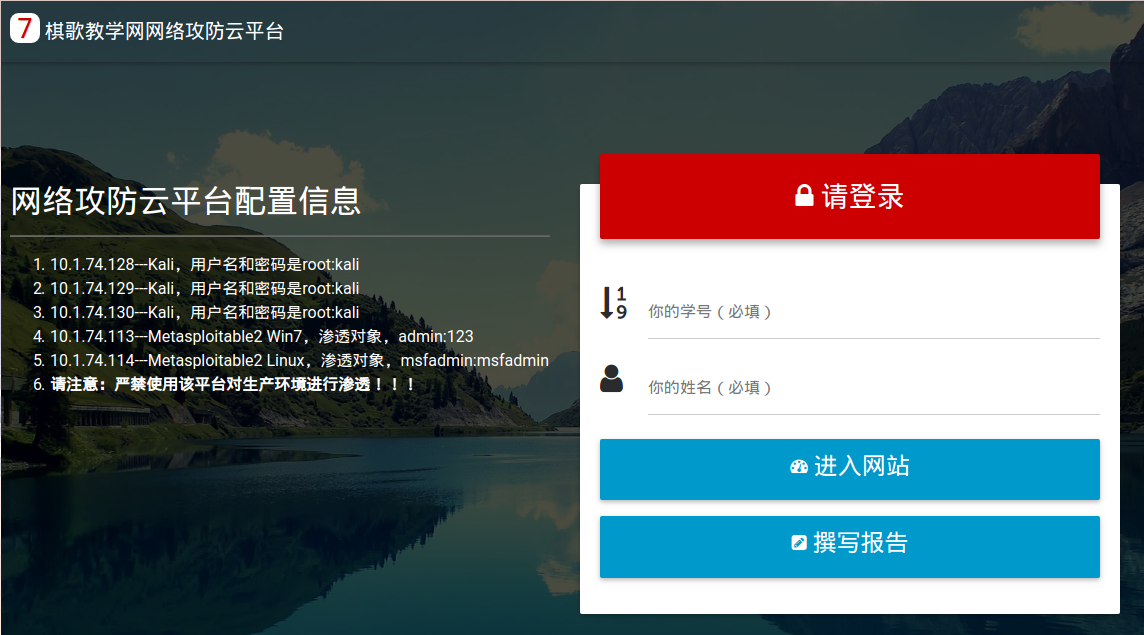 7 棋歌教学网网络攻防云平台
网络攻防云平台配置信息
1. 10.1.74.128---Kali，用户名和密码是root:kali
2. 10.1.74.129---Kali，用户名和密码是root:kali
3. 10.1.74.130---Kali，用户名和密码是root:kali
4. 10.1.74.113---Metasploitable2 Win7，渗透对象，admin:123
5. 10.1.74.114---Metasploitable2 Linux，渗透对象，msfadmin:msfadmin
6. 请注意：严禁使用该平台对生产环境进行渗透！！！
请登录
1
9
你的学号（必填）
你的姓名（必填）
进入网站
撰写报告